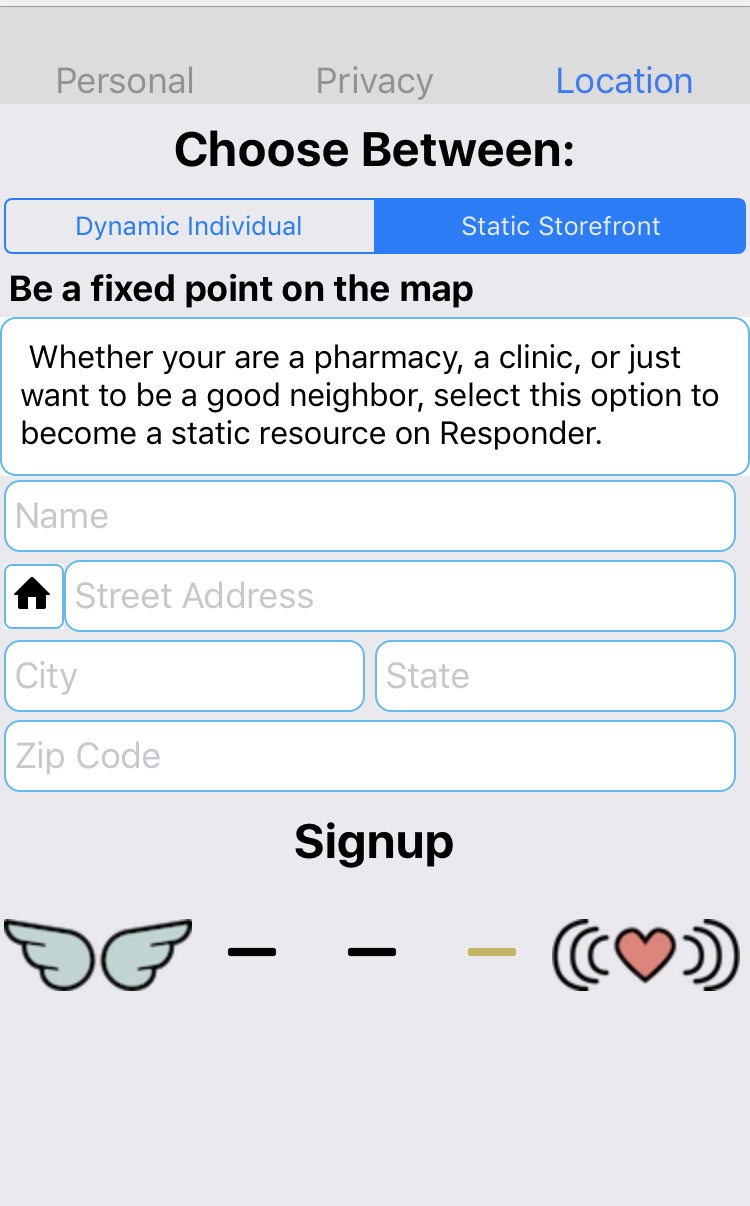 Personal Privacy Location
Choose Between:
Dynamic Individual Static Storefront
Be a fixed point on the map
Whether your are a pharmacy, a clinic, or just
want to be a good neighbor, select this option to
become a static resource on Responder.
Name
Street Address
City State
Zip Code
Signup